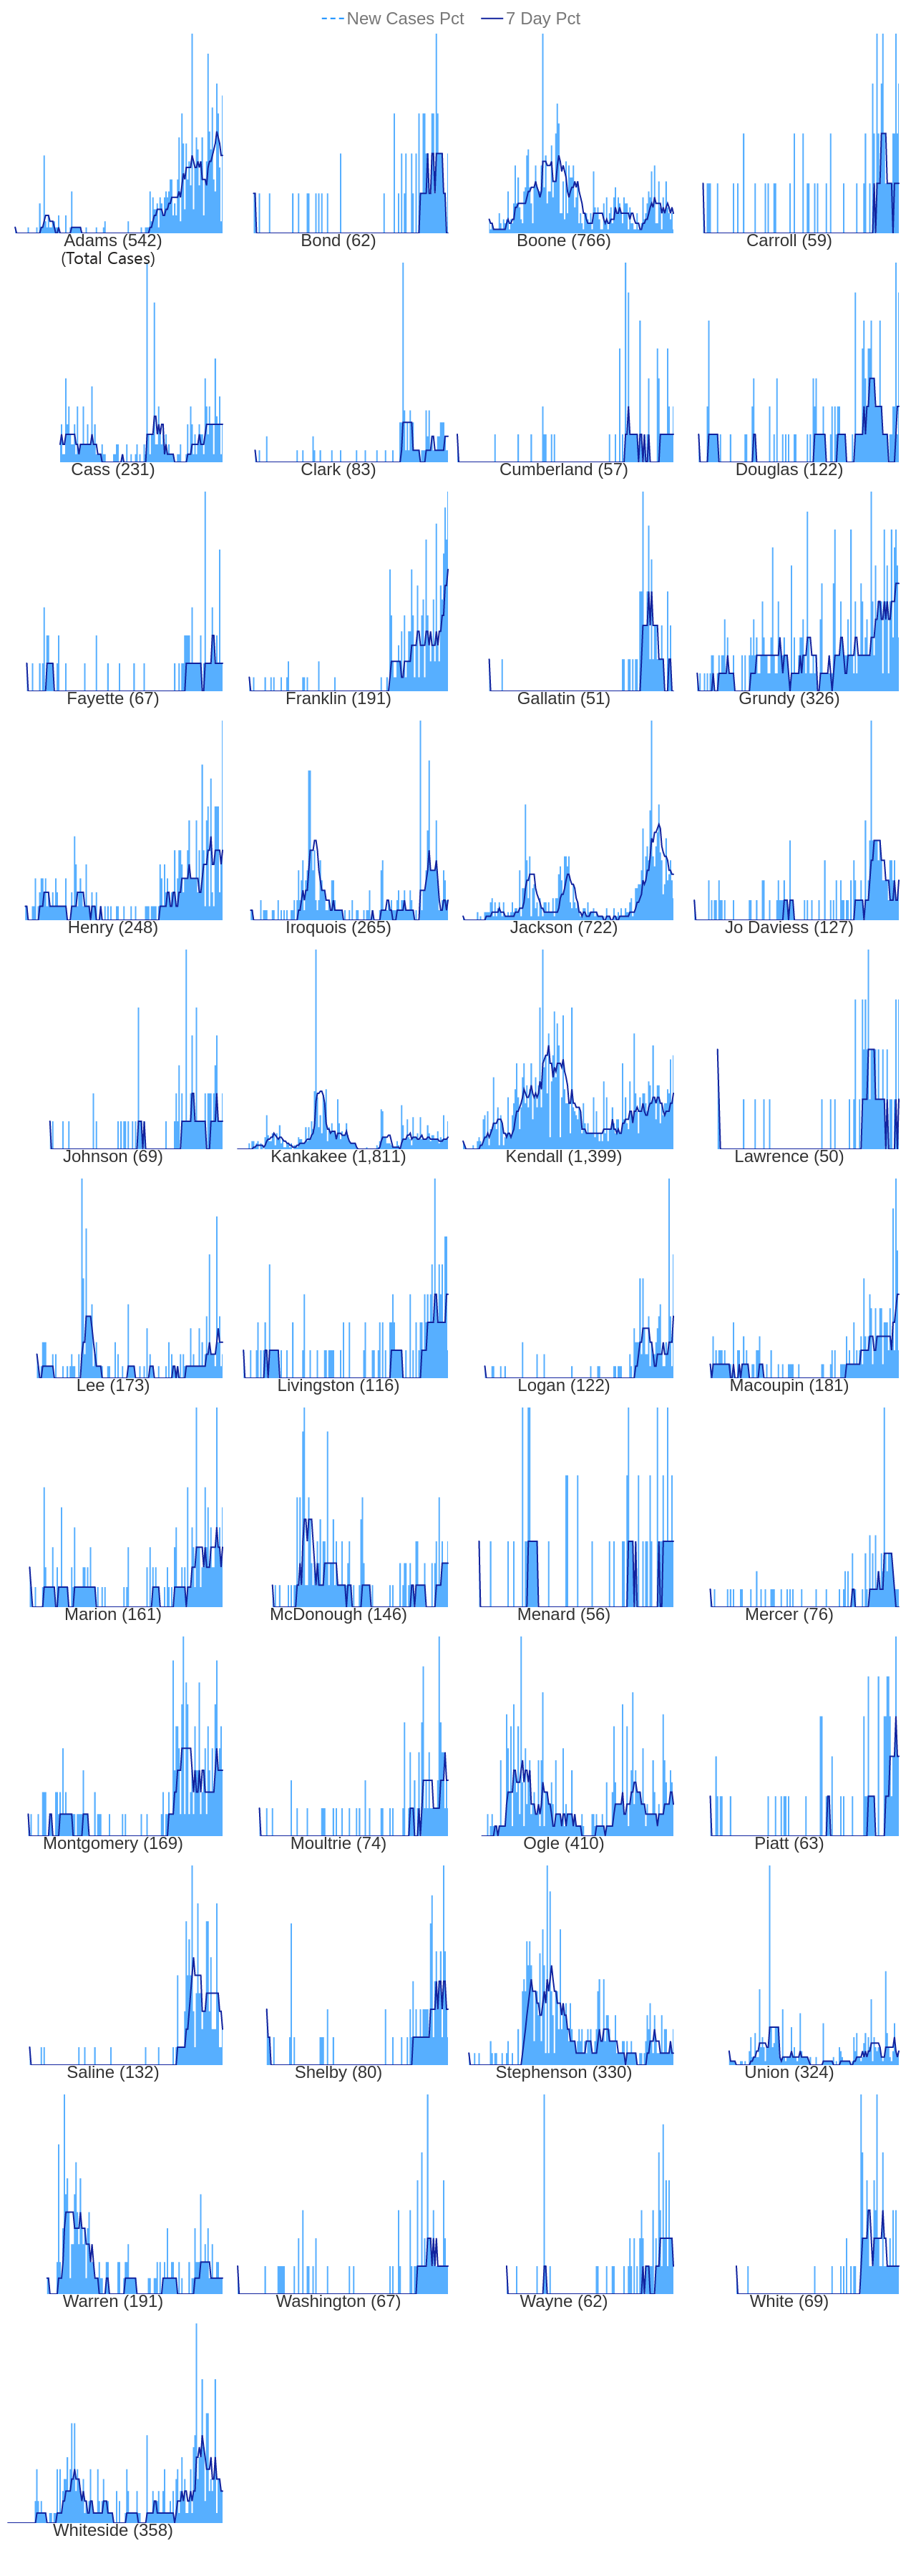 New Cases Pct 7 Day Pct
Adams (542) Bond (62) Boone (766) Carroll (59)
(Total Cases)
Cass (231) Clark (83) Cumberland (57) Douglas (122)
Fayette (67) Franklin (191) Gallatin (51) Grundy (326)
Henry (248) Iroquois (265) Jackson (722) Jo Daviess (127)
Johnson (69) Kankakee (1,811) Kendall (1,399) Lawrence (50)
Lee (173) Livingston (116) Logan (122) Macoupin (181)
Marion (161) McDonough (146) Menard (56) Mercer (76)
Montgomery (169) Moultrie (74) Ogle (410) Piatt (63)
Saline (132) Shelby (80) Stephenson (330) Union (324)
Warren (191) Washington (67) Wayne (62) White (69)
Whiteside (358)